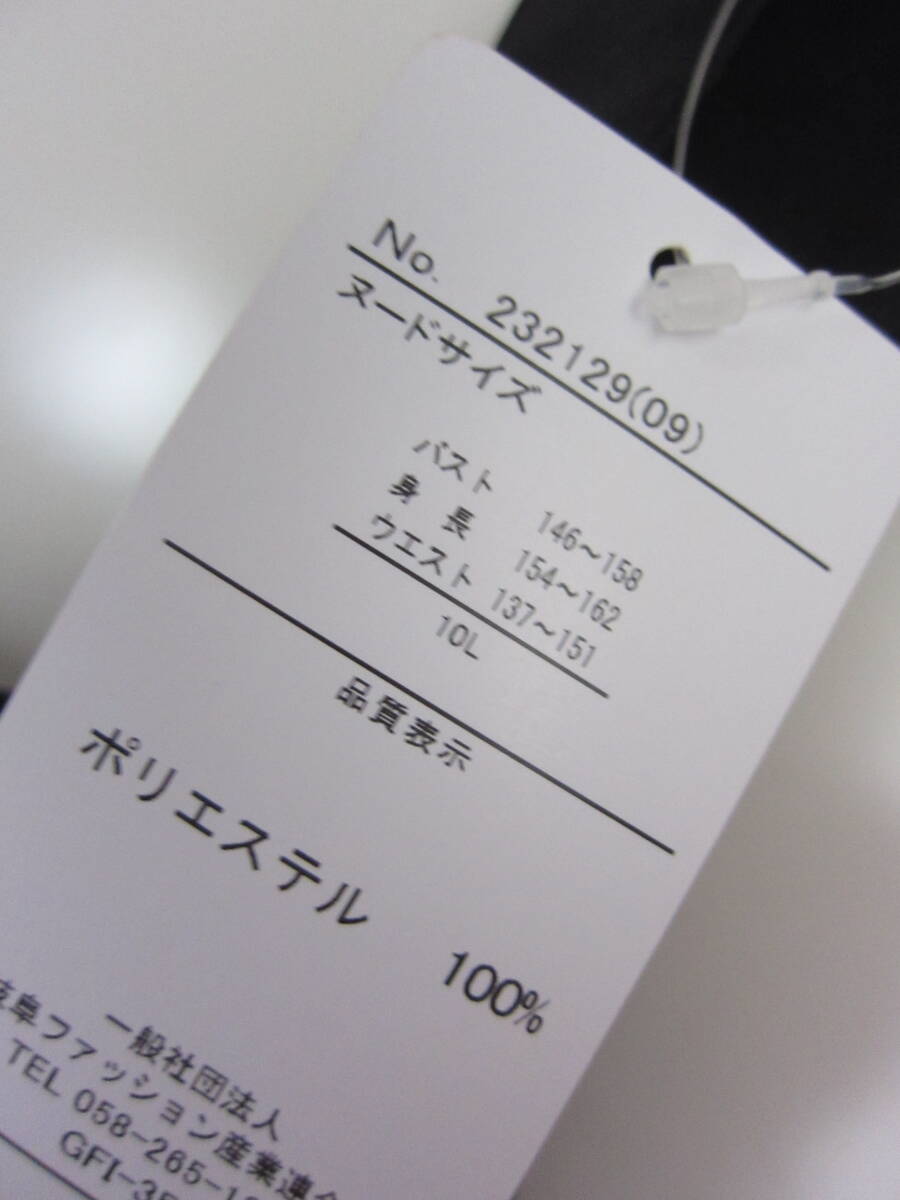 No. 232129(09)
ヌードサイズ
バスト 146～158
身長 154～162
ウエスト 137～151
10L
品質表示
ポリエステル 100%
一般社団法人
阜ファッション産業連
TEL 058-265-1
GFI-35